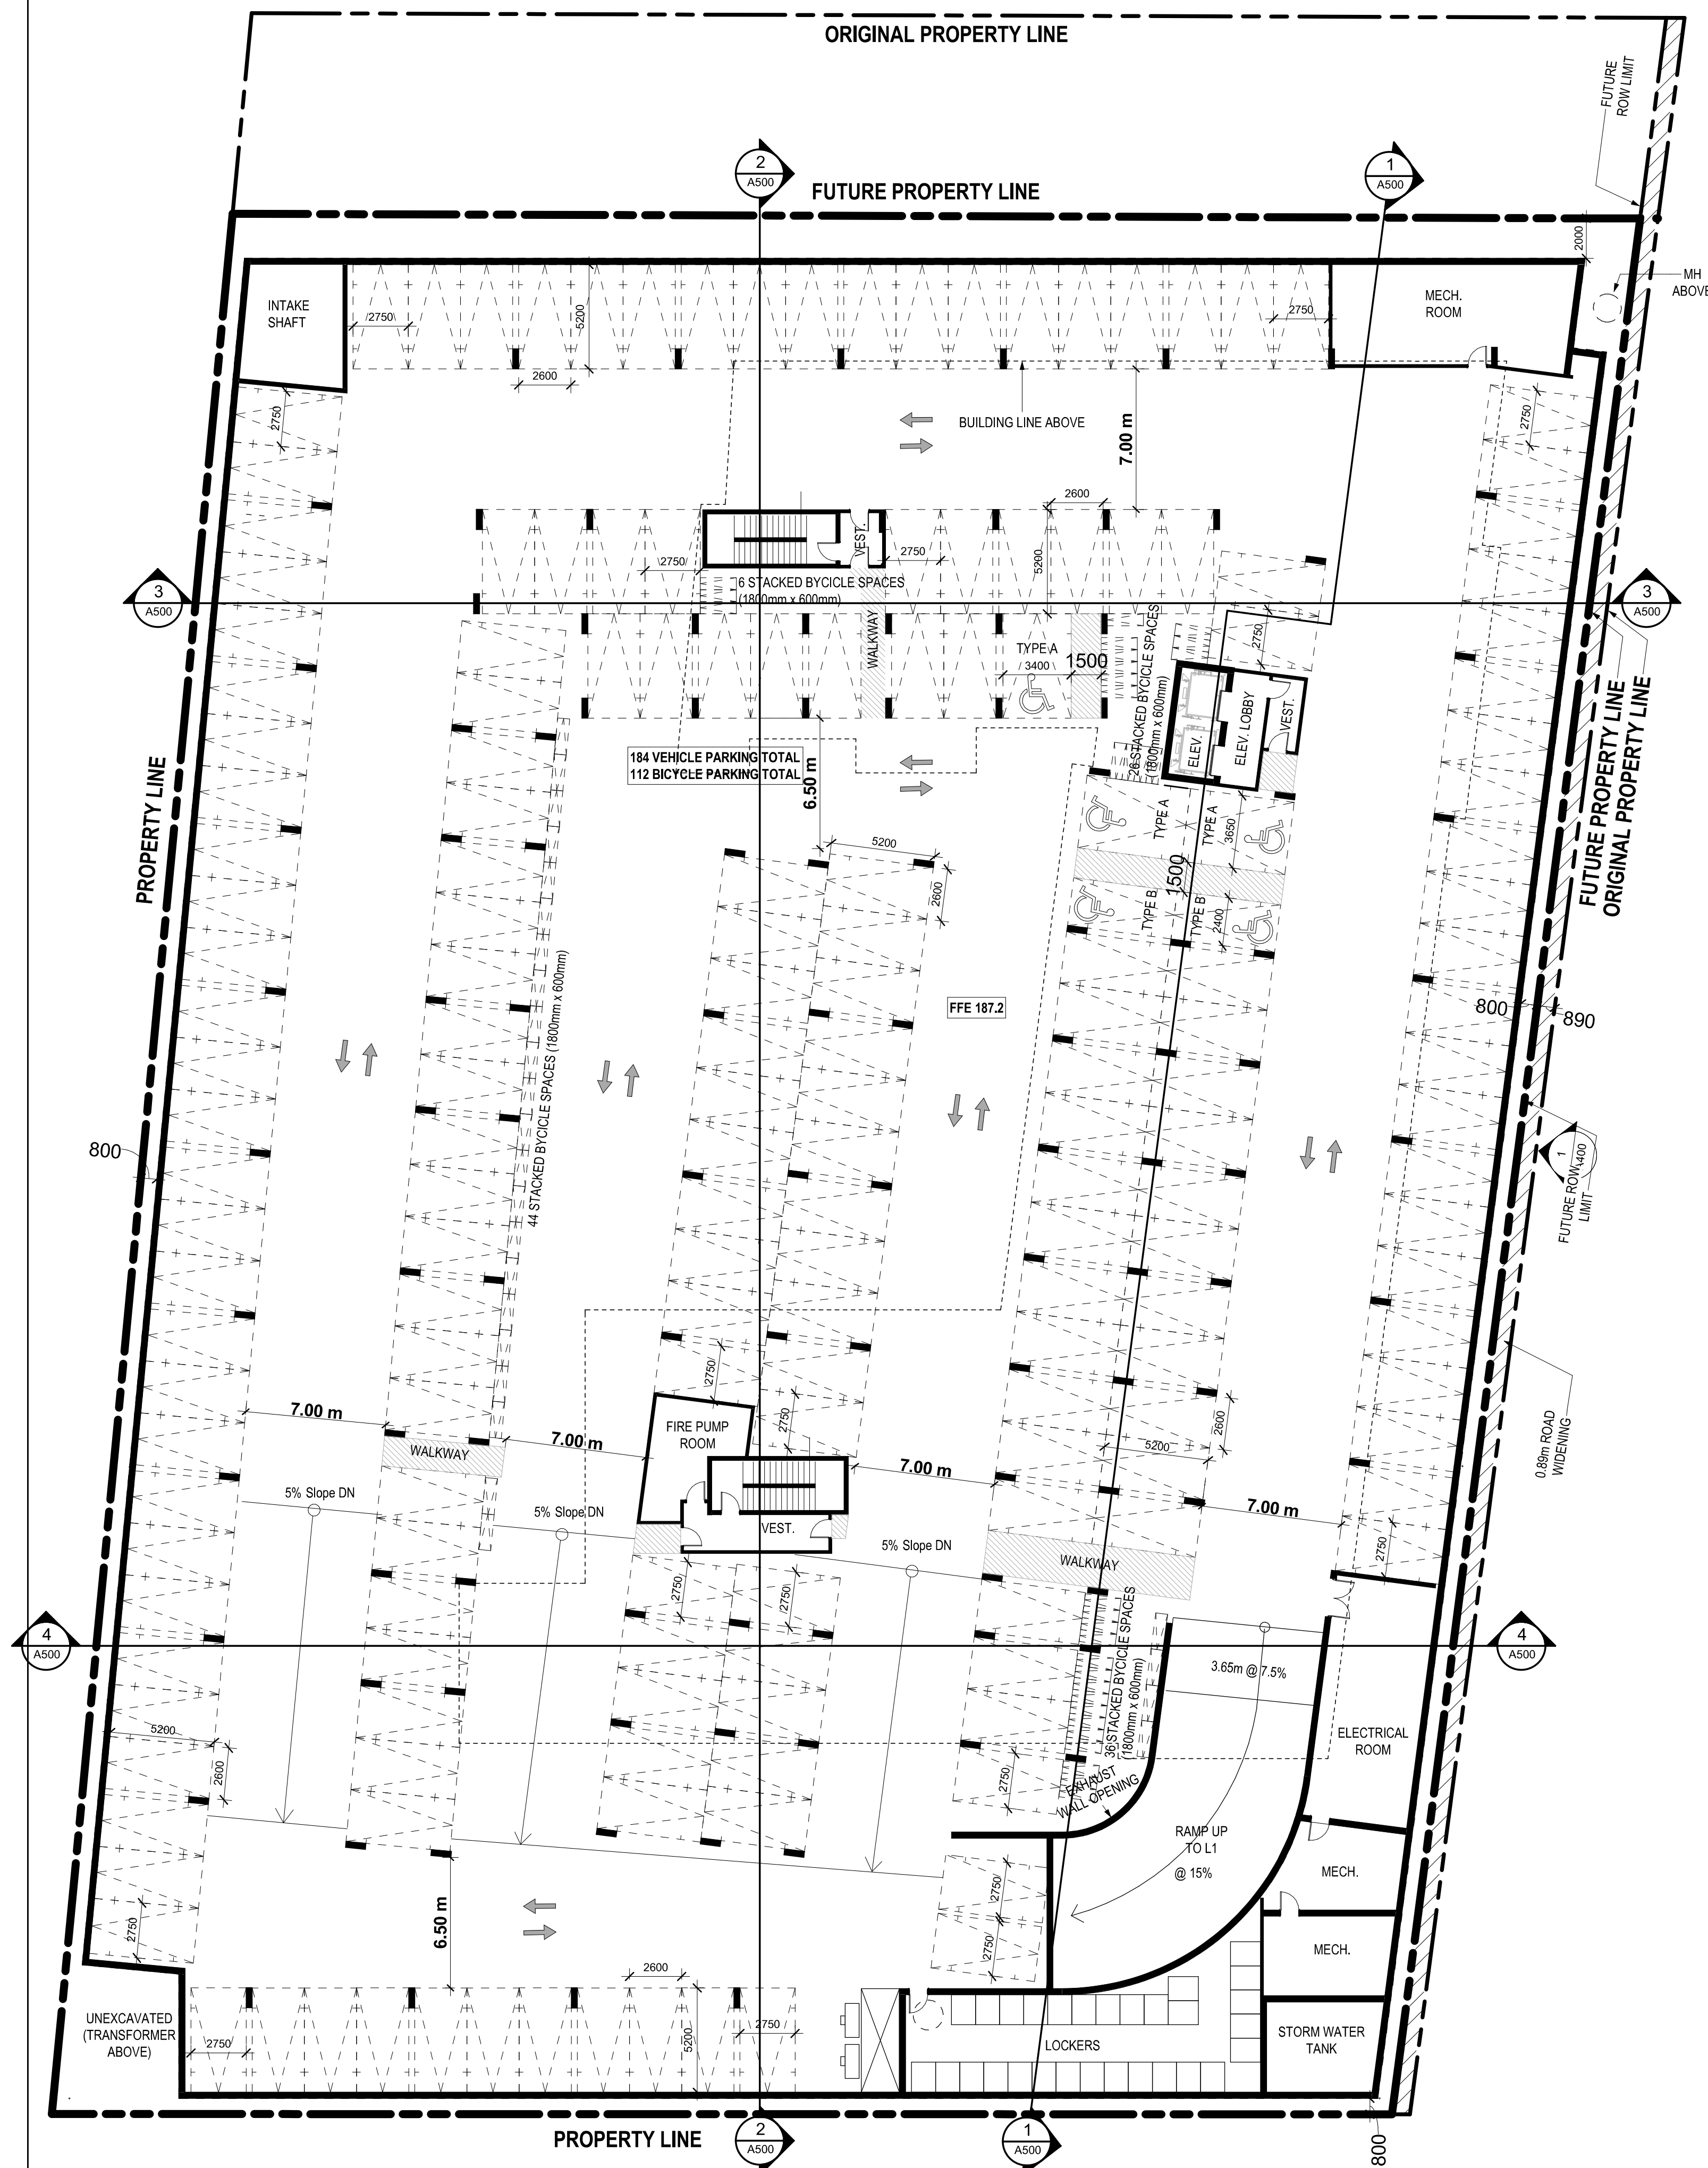 ORIGINAL PROPERTY LINE
FUTURE
ROW LIMIT
2
A500
1
A500
FUTURE PROPERTY LINE
2000
MH
ABOVE
INTAKE
SHAFT
2750
5200
2750
MECH.
ROOM
2600
2750
BUILDING LINE ABOVE
7.00 m
2750
2600
VEST.
2750
2750
5200
6 STACKED BYCICLE SPACES
(1800mm x 600mm)
3
A500
3
A500
WALKWAY
TYPE A
3400
1500
26 STACKED BYCICLE SPACES
(1800mm x 600mm)
2750
ELEV.
ELEV. LOBBY
VEST.
FUTURE PROPERTY LINE
ORIGINAL PROPERTY LINE
184 VEHICLE PARKING TOTAL
112 BICYCLE PARKING TOTAL
6.50 m
PROPERTY LINE
TYPE A
TYPE A
3650
5200
2600
1500
TYPE B
TYPE B
2400
FFE 187.2
800
890
44 STACKED BYCICLE SPACES (1800mm x 600mm)
800
1
A400
FUTURE ROW
LIMIT
2750
7.00 m
WALKWAY
7.00 m
FIRE PUMP
ROOM
2750
7.00 m
5200
2600
7.00 m
0.89m ROAD
WIDENING
5% Slope DN
5% Slope DN
VEST.
5% Slope DN
WALKWAY
2750
2750
2750
4
A500
4
A500
36 STACKED BYCICLE SPACES
(1800mm x 600mm)
3.65m @ 7.5%
5200
2600
ELECTRICAL
ROOM
2750
EXHAUST
WALL OPENING
RAMP UP
TO L1
@ 15%
MECH.
2750
2750
6.50 m
2750
MECH.
2600
UNEXCAVATED
(TRANSFORMER
ABOVE)
2750
5200
2750
LOCKERS
STORM WATER
TANK
PROPERTY LINE
2
A500
1
A500
800